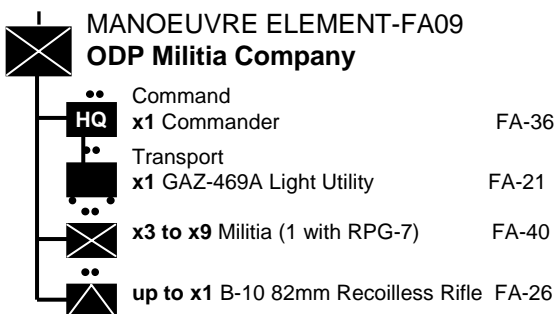 MANOEUVRE ELEMENT-FA09
ODP Militia Company
Command
HQ x1 Commander FA-36
Transport
x1 GAZ-469A Light Utility FA-21
x3 to x9 Militia (1 with RPG-7) FA-40
up to x1 B-10 82mm Recoilless Rifle FA-26